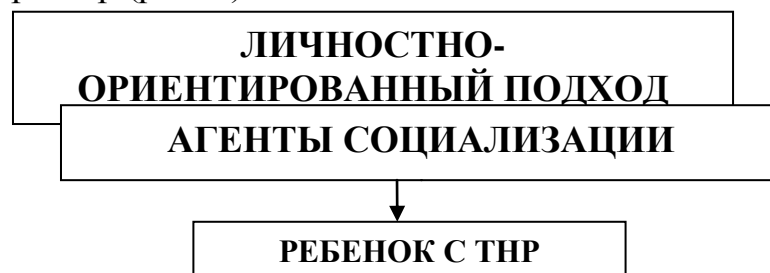 ЛИЧНОСТНО-
ОРИЕНТИРОВАННЫЙ ПОДХОД
АГЕНТЫ СОЦИАЛИЗАЦИИ
РЕБЕНОК С ТНР